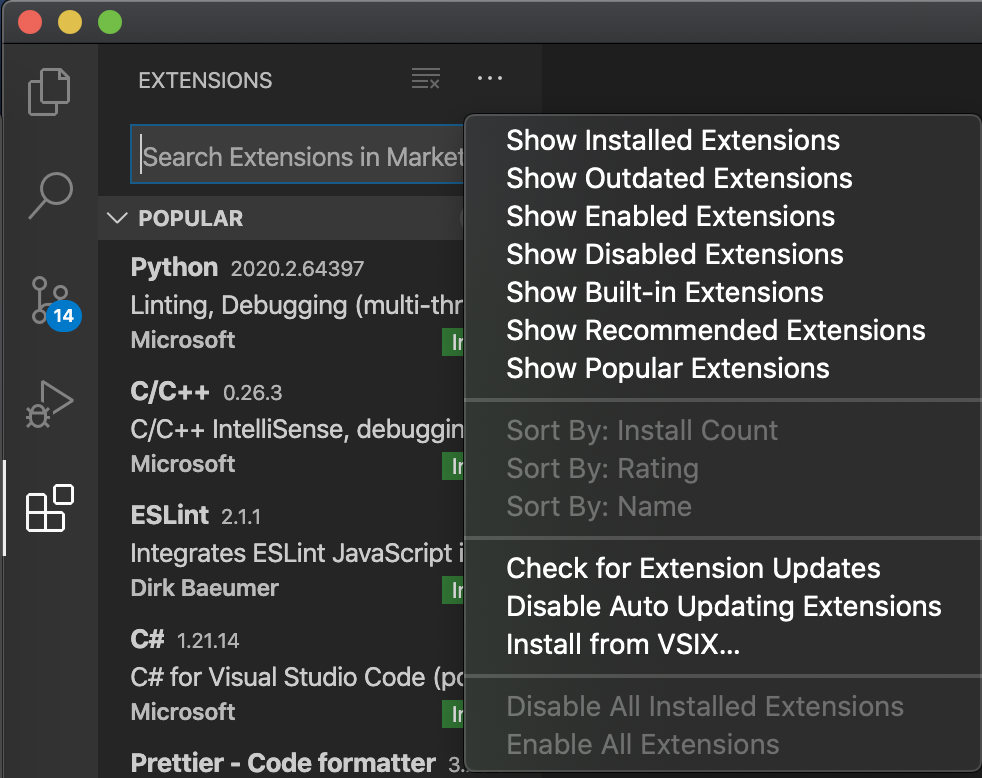 EXTENSIONS
Search Extensions in Market
POPULAR
Python 2020.2.64397
Linting, Debugging (multi-thr
Microsoft
C/C++ 0.26.3
C/C++ IntelliSense, debuggin
Microsoft
14
ESLint 2.1.1
Integrates ESLint JavaScript i
Dirk Baeumer
C# 1.21.14
C# for Visual Studio Code (po
Microsoft
Prettier - Code formatter 3.
Show Installed Extensions
Show Outdated Extensions
Show Enabled Extensions
Show Disabled Extensions
Show Built-in Extensions
Show Recommended Extensions
Show Popular Extensions
Sort By: Install Count
Sort By: Rating
Sort By: Name
Check for Extension Updates
Disable Auto Updating Extensions
Install from VSIX...
Disable All Installed Extensions
Enable All Extensions